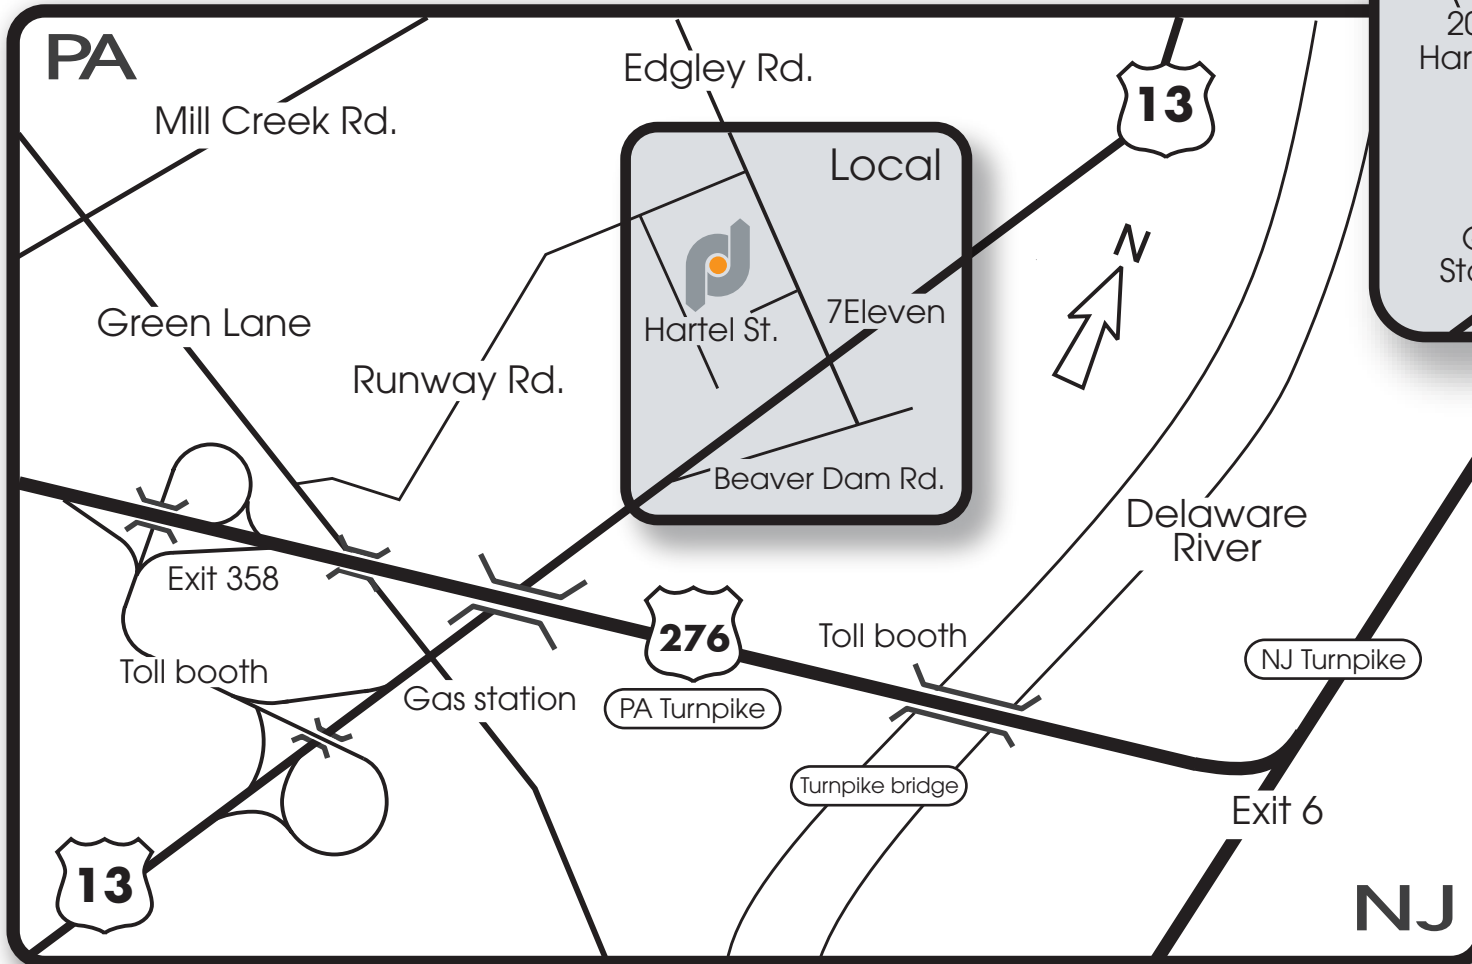 PA
Mill Creek Rd.
Edgley Rd.
13
Local
N
Green Lane
Runway Rd.
Hartel St.
7Eleven
Beaver Dam Rd.
Delaware
River
Exit 358
Toll booth
Gas station
276
PA Turnpike
Toll booth
NJ Turnpike
Turnpike bridge
Exit 6
13
NJ